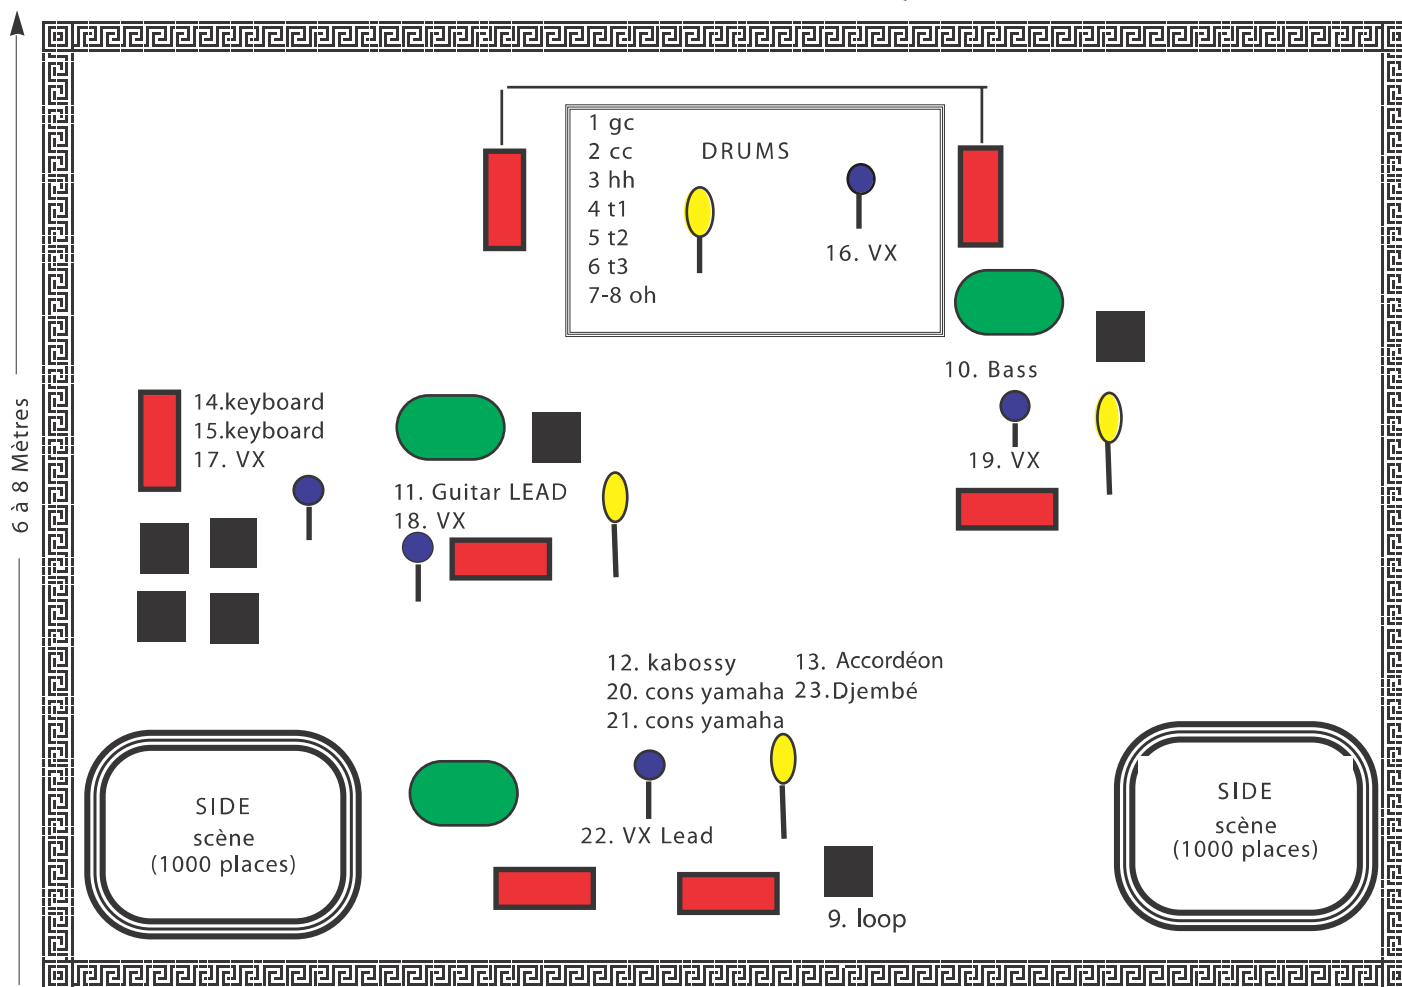 1 gc
2 cc
3 hh
4 t1
5 t2
6 t3
7-8 oh
DRUMS
16. VX
10. Bass
19. VX
14.keyboard
15.keyboard
17. VX
11. Guitar LEAD
18. VX
6 à 8 Mètres
12. kabossy
20. cons yamaha
21. cons yamaha
13. Accordéon
23.Djembé
22. VX Lead
9. loop
SIDE
scène
(1000 places)
SIDE
scène
(1000 places)